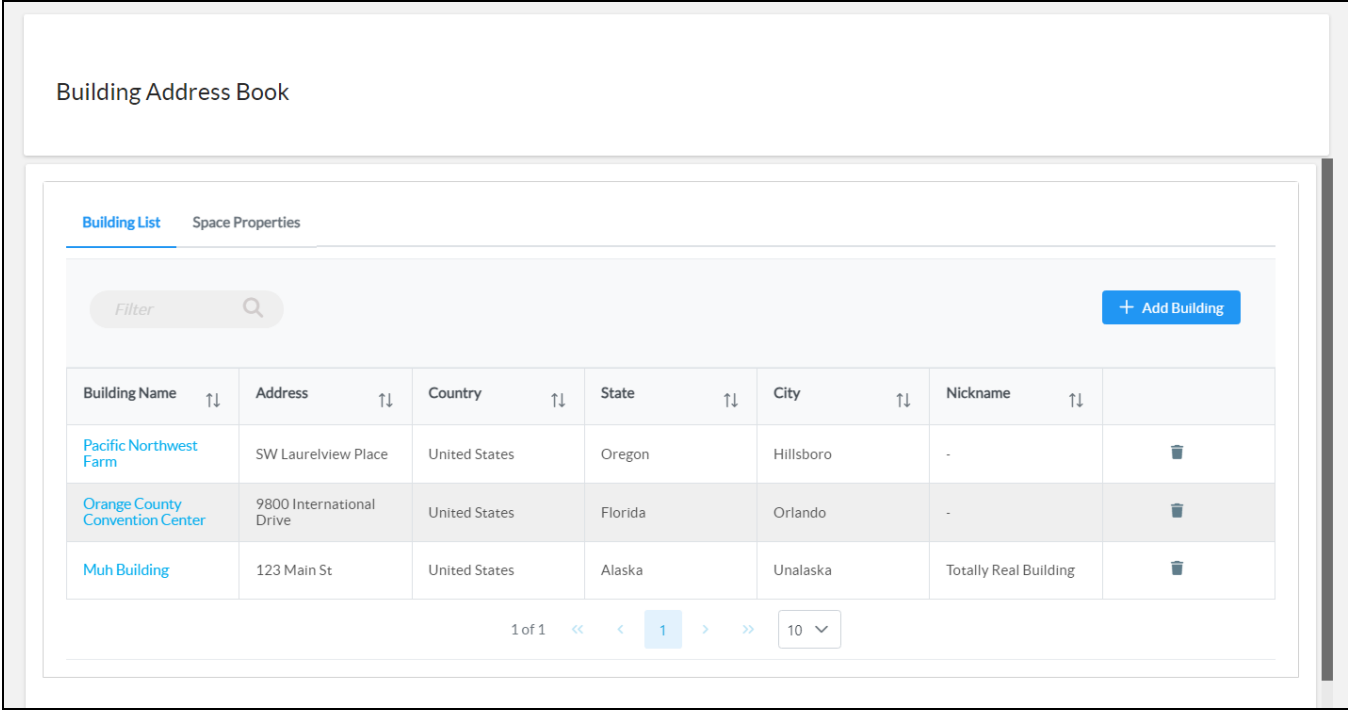 Building Address Book
Building List Space Properties
Filter
+ Add Building
Building Name Address Country State City Nickname
Pacific Northwest
Farm
SW Laurelview Place United States Oregon Hillsboro -
Orange County
Convention Center
9800 International
Drive
United States Florida Orlando -
Muh Building 123 Main St United States Alaska Unalaska Totally Real Building
1 of 1 « < 1 > » 10